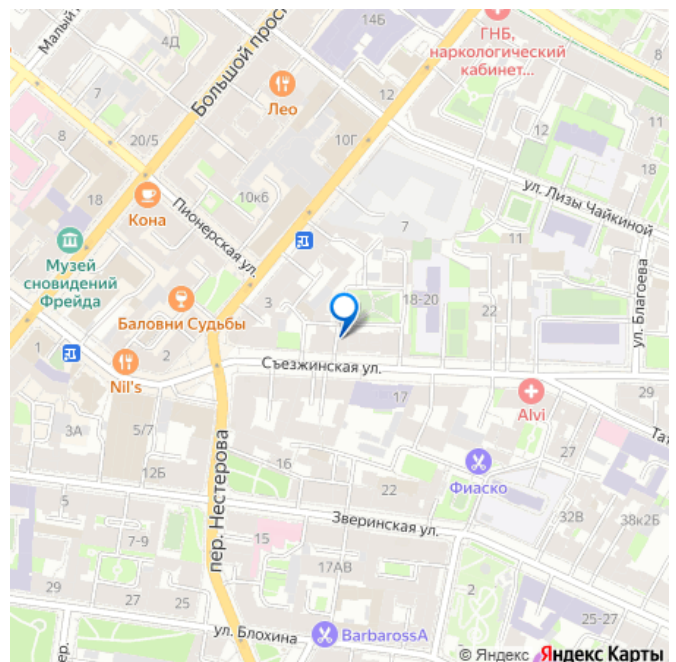 Малый
14Б
ГНБ,
наркологический
кабинет...
4Д
Большой прос
8
7
Лео
12
11
8
20/5
10Г
12
18
10к6
ул. Лизы Чайкиной
18
Кона
Пионерская ул.
7
11
Музей
сновидений
Фрейда
ул. Благоева
3
18-20
22
Баловни Судьбы
1
2
Съезжинская ул.
Nil's
17
Alvi
29
Тат
3А
5/7
пер. Нестерова
27
12Б
16
Фиаско
22
5
Зверинская ул.
32В
38к2Б
7-9
15
17АВ
29
27
25
2
25-27
ул. Блохина
BarbarossA
пер.
© Яндекс Яндекс Карты